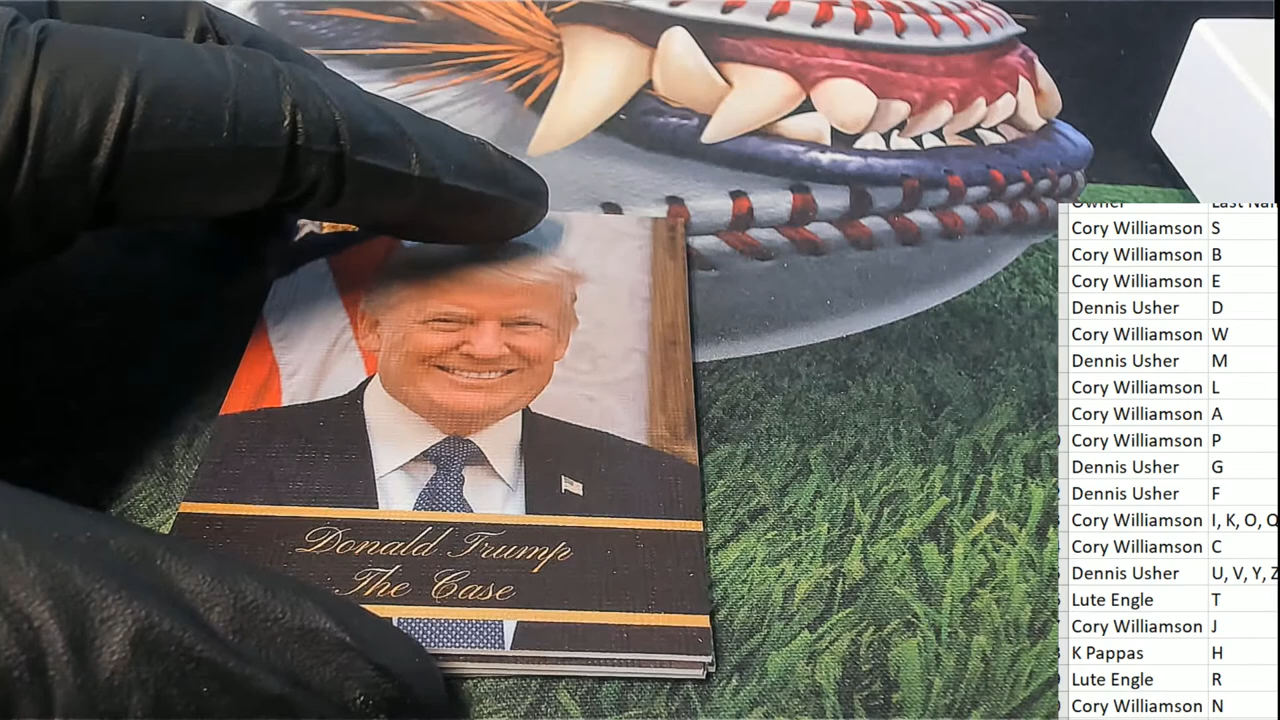 Donald Trump
The Case
Owner
Cory Williamson S
Cory Williamson B
Cory Williamson E
Dennis Usher D
Cory Williamson W
Dennis Usher M
Cory Williamson L
Cory Williamson A
Cory Williamson P
Dennis Usher G
Dennis Usher F
Cory Williamson I, K, O, Q
Cory Williamson C
Dennis Usher U, V, Y, Z
Lute Engle T
Cory Williamson J
K Pappas H
Lute Engle R
Cory Williamson N